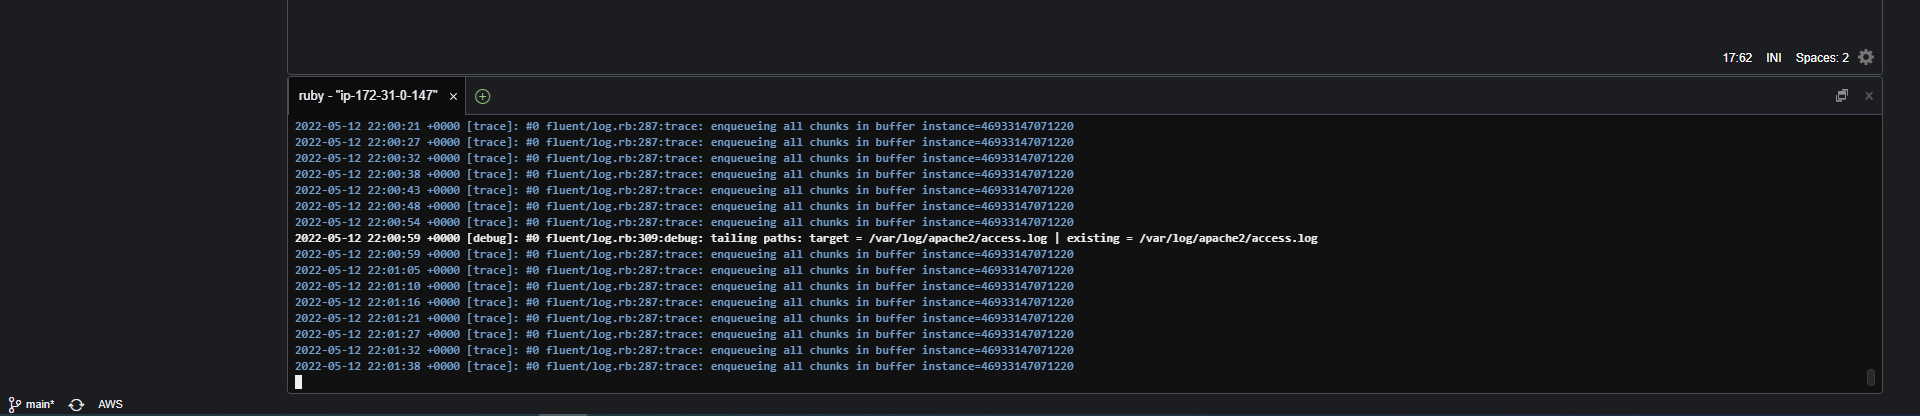 17:62 INI Spaces: 2
ruby - "ip-172-31-0-147" ×
2022-05-12 22:00:21 +0000 [trace]: #0 fluent/log.rb:287:trace: enqueueing all chunks in buffer instance=46933147071220
2022-05-12 22:00:27 +0000 [trace]: #0 fluent/log.rb:287:trace: enqueueing all chunks in buffer instance=46933147071220
2022-05-12 22:00:32 +0000 [trace]: #0 fluent/log.rb:287:trace: enqueueing all chunks in buffer instance=46933147071220
2022-05-12 22:00:38 +0000 [trace]: #0 fluent/log.rb:287:trace: enqueueing all chunks in buffer instance=46933147071220
2022-05-12 22:00:43 +0000 [trace]: #0 fluent/log.rb:287:trace: enqueueing all chunks in buffer instance=46933147071220
2022-05-12 22:00:48 +0000 [trace]: #0 fluent/log.rb:287:trace: enqueueing all chunks in buffer instance=46933147071220
2022-05-12 22:00:54 +0000 [trace]: #0 fluent/log.rb:287:trace: enqueueing all chunks in buffer instance=46933147071220
2022-05-12 22:00:59 +0000 [debug]: #0 fluent/log.rb:309:debug: tailing paths: target = /var/log/apache2/access.log | existing = /var/log/apache2/access.log
2022-05-12 22:00:59 +0000 [trace]: #0 fluent/log.rb:287:trace: enqueueing all chunks in buffer instance=46933147071220
2022-05-12 22:01:05 +0000 [trace]: #0 fluent/log.rb:287:trace: enqueueing all chunks in buffer instance=46933147071220
2022-05-12 22:01:10 +0000 [trace]: #0 fluent/log.rb:287:trace: enqueueing all chunks in buffer instance=46933147071220
2022-05-12 22:01:16 +0000 [trace]: #0 fluent/log.rb:287:trace: enqueueing all chunks in buffer instance=46933147071220
2022-05-12 22:01:21 +0000 [trace]: #0 fluent/log.rb:287:trace: enqueueing all chunks in buffer instance=46933147071220
2022-05-12 22:01:27 +0000 [trace]: #0 fluent/log.rb:287:trace: enqueueing all chunks in buffer instance=46933147071220
2022-05-12 22:01:32 +0000 [trace]: #0 fluent/log.rb:287:trace: enqueueing all chunks in buffer instance=46933147071220
2022-05-12 22:01:38 +0000 [trace]: #0 fluent/log.rb:287:trace: enqueueing all chunks in buffer instance=46933147071220
main* AWS